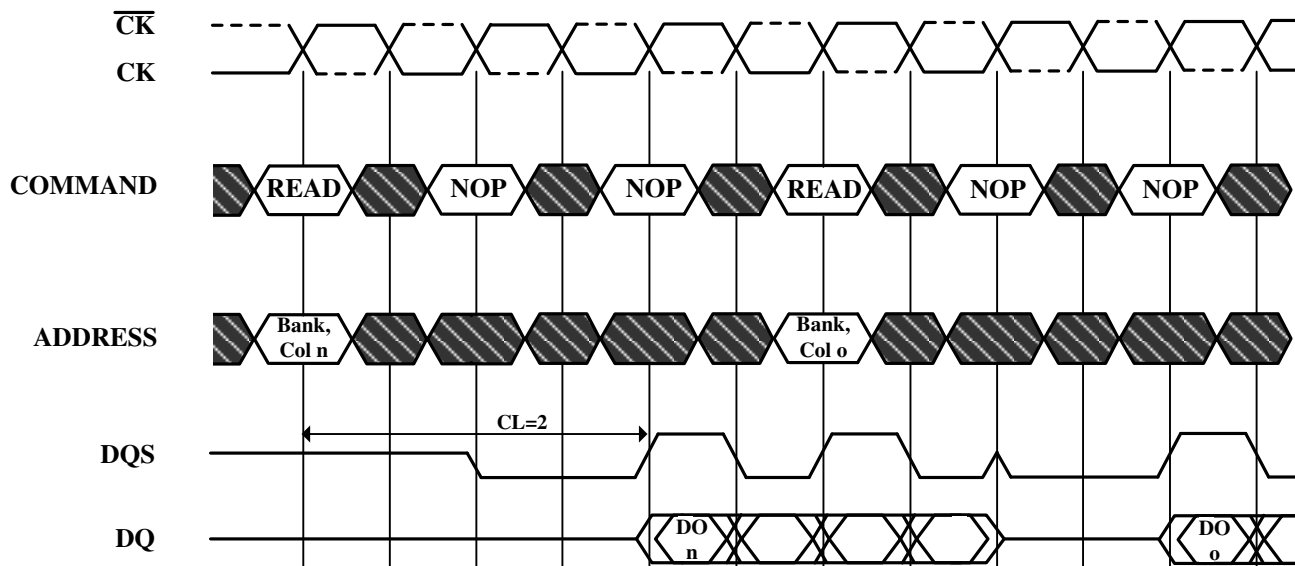 CK
CK
COMMAND
READ
NOP
NOP
READ
NOP
NOP
ADDRESS
Bank,
Col n
Bank,
Col o
CL=2
DQS
DQ
DO
n
DO
o